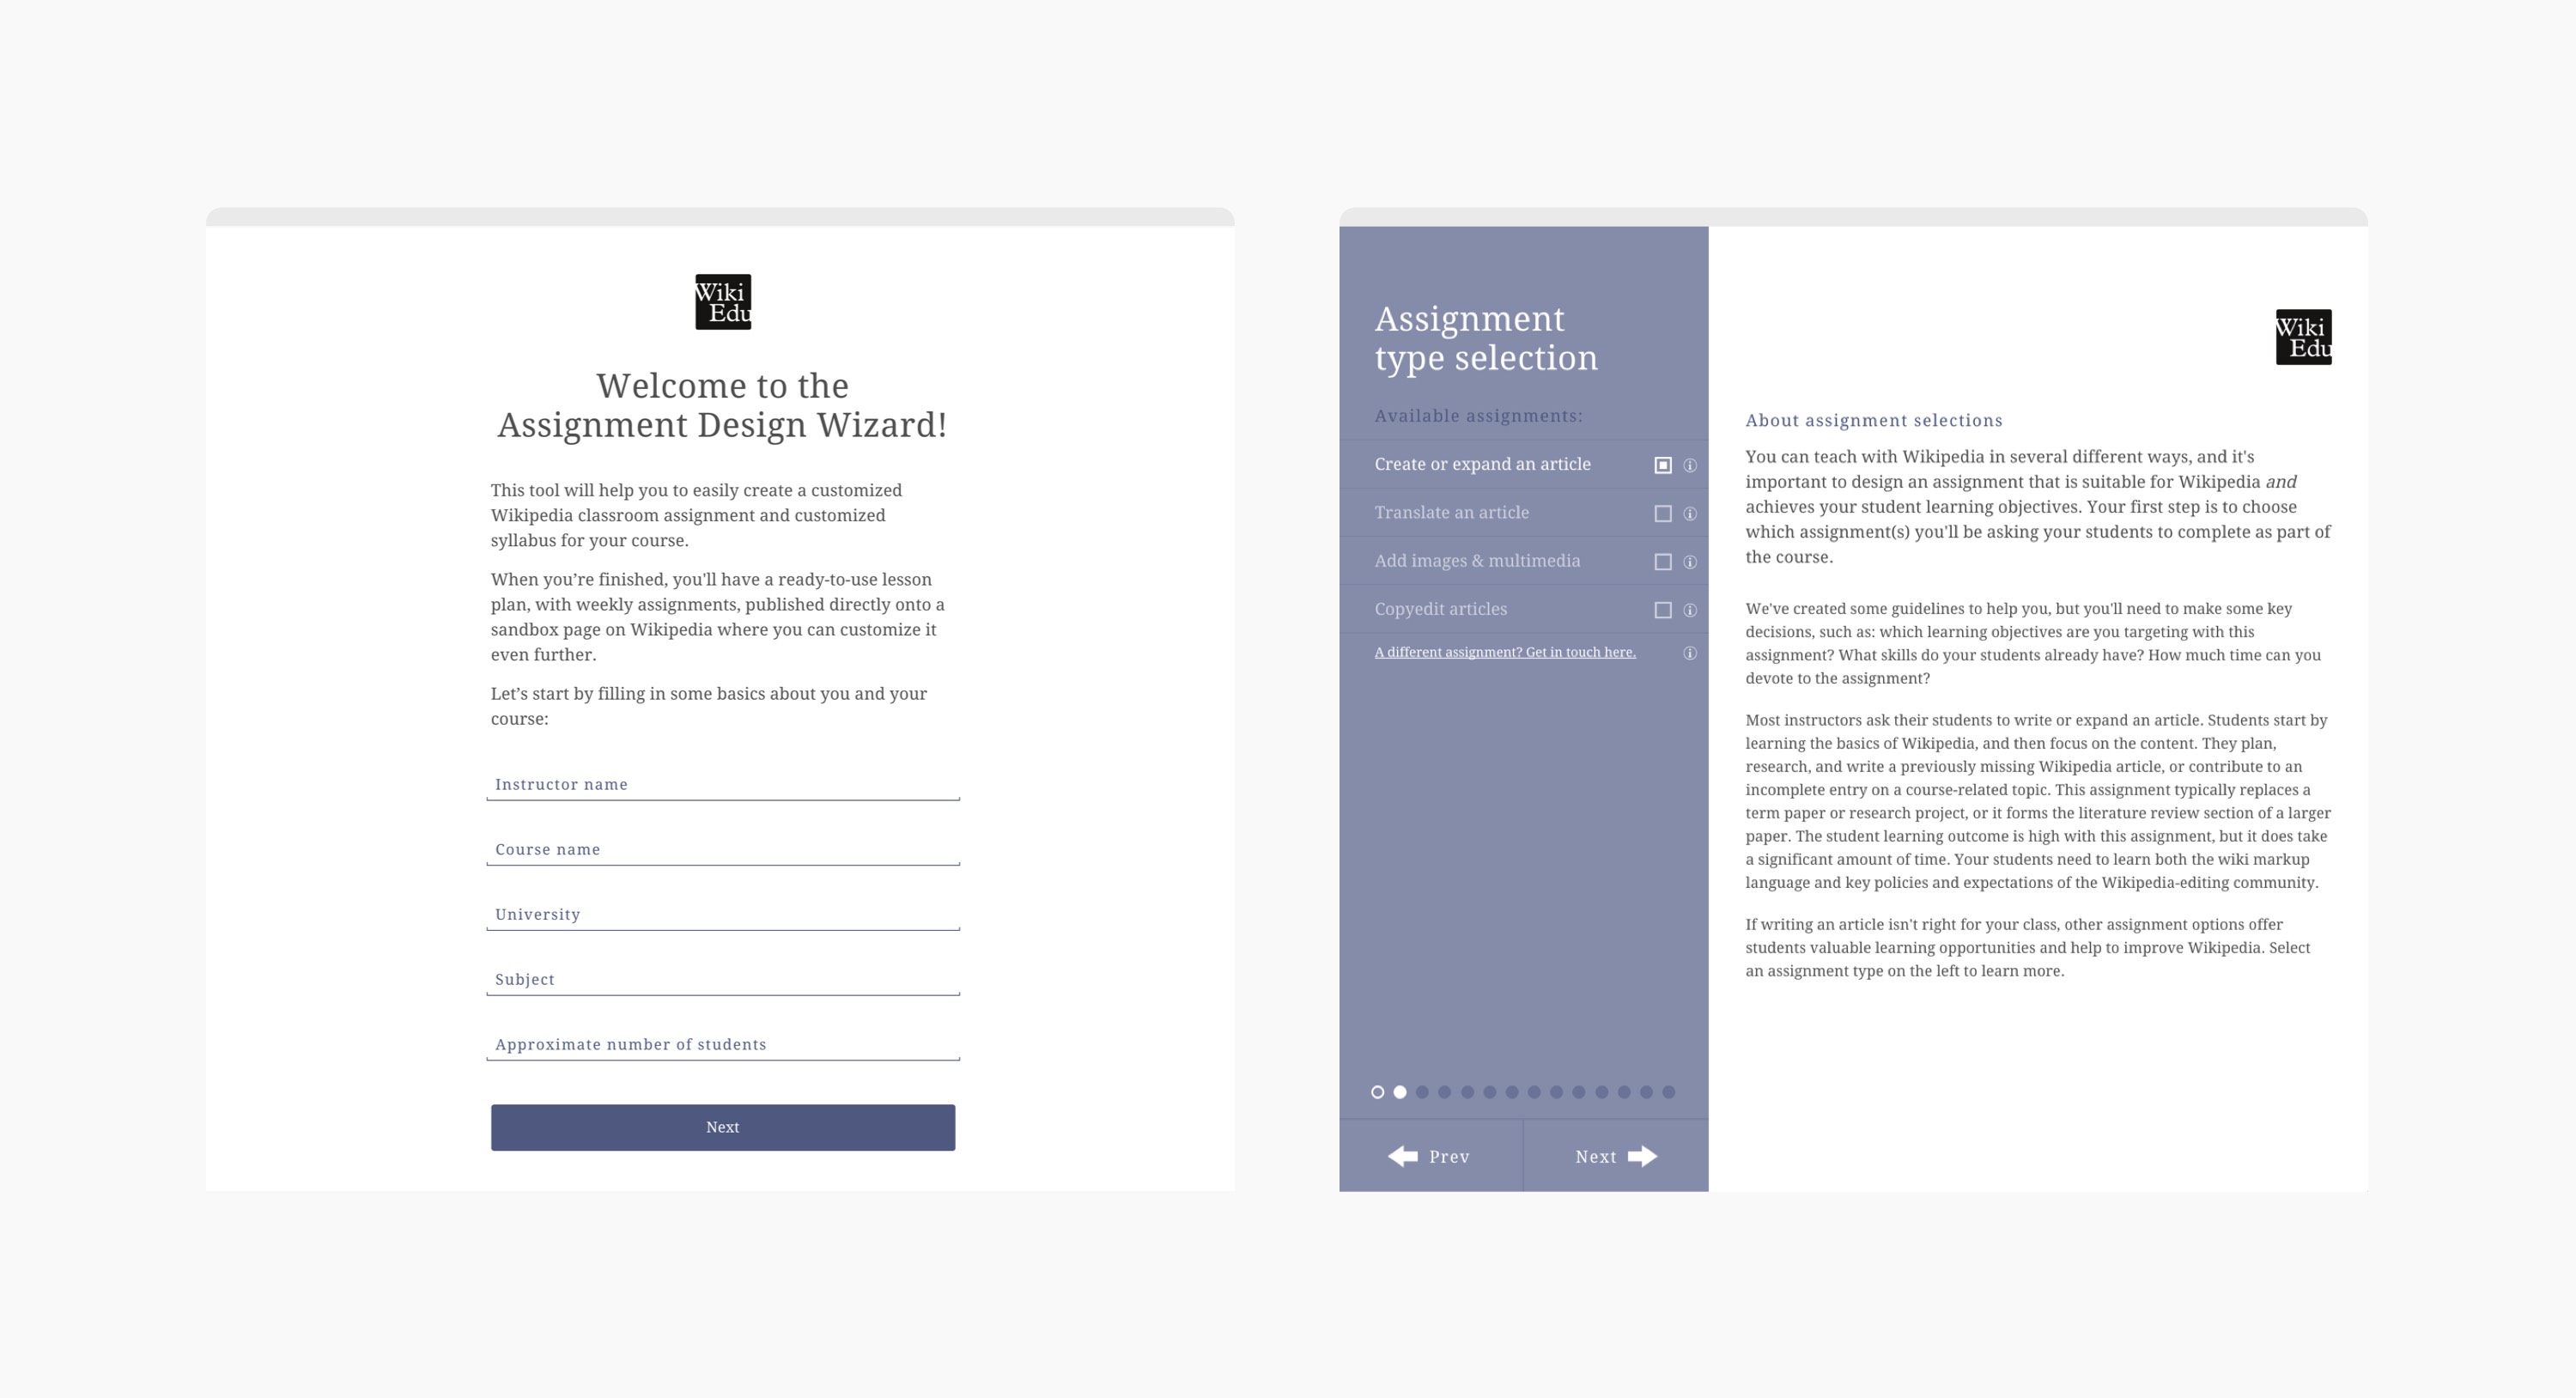 Wiki
Edu
Welcome to the
Assignment Design Wizard!
This tool will help you to easily create a customized
Wikipedia classroom assignment and customized
syllabus for your course.
When you’re finished, you'll have a ready-to-use lesson
plan, with weekly assignments, published directly onto a
sandbox page on Wikipedia where you can customize it
even further.
Let’s start by filling in some basics about you and your
course:
Instructor name
Course name
University
Subject
Approximate number of students
Next
Assignment
type selection
Available assignments:
Create or expand an article
Translate an article
Add images & multimedia
Copyedit articles
A different assignment? Get in touch here.
Prev
Next
Wiki
Edu
About assignment selections
You can teach with Wikipedia in several different ways, and it's
important to design an assignment that is suitable for Wikipedia and
achieves your student learning objectives. Your first step is to choose
which assignment(s) you'll be asking your students to complete as part of
the course.
We've created some guidelines to help you, but you'll need to make some key
decisions, such as: which learning objectives are you targeting with this
assignment? What skills do your students already have? How much time can you
devote to the assignment?
Most instructors ask their students to write or expand an article. Students start by
learning the basics of Wikipedia, and then focus on the content. They plan,
research, and write a previously missing Wikipedia article, or contribute to an
incomplete entry on a course-related topic. This assignment typically replaces a
term paper or research project, or it forms the literature review section of a larger
paper. The student learning outcome is high with this assignment, but it does take
a significant amount of time. Your students need to learn both the wiki markup
language and key policies and expectations of the Wikipedia-editing community.
If writing an article isn't right for your class, other assignment options offer
students valuable learning opportunities and help to improve Wikipedia. Select
an assignment type on the left to learn more.